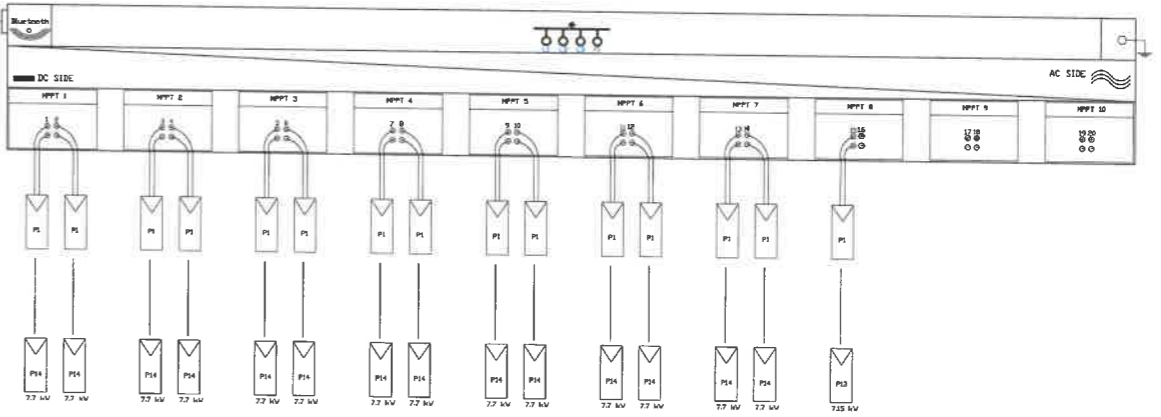 Bluetooth
DC SIDE
AC SIDE
MPPT 1 MPPT 2 MPPT 3 MPPT 4 MPPT 5 MPPT 6 MPPT 7 MPPT 8 MPPT 9 MPPT 10
7 8 9 10 11 12 13 14 15 16 17 18 19 20
P1 P1 P1 P1 P1 P1 P1 P1 P1 P1 P1 P1 P1 P1 P1
P14 P14 P14 P14 P14 P14 P14 P14 P14 P14 P14 P14 P14 P14 P13
7.7 kW 7.7 kW 7.7 kW 7.7 kW 7.7 kW 7.7 kW 7.7 kW 7.7 kW 7.7 kW 7.7 kW 7.7 kW 7.7 kW 7.7 kW 7.7 kW 7.15 kW